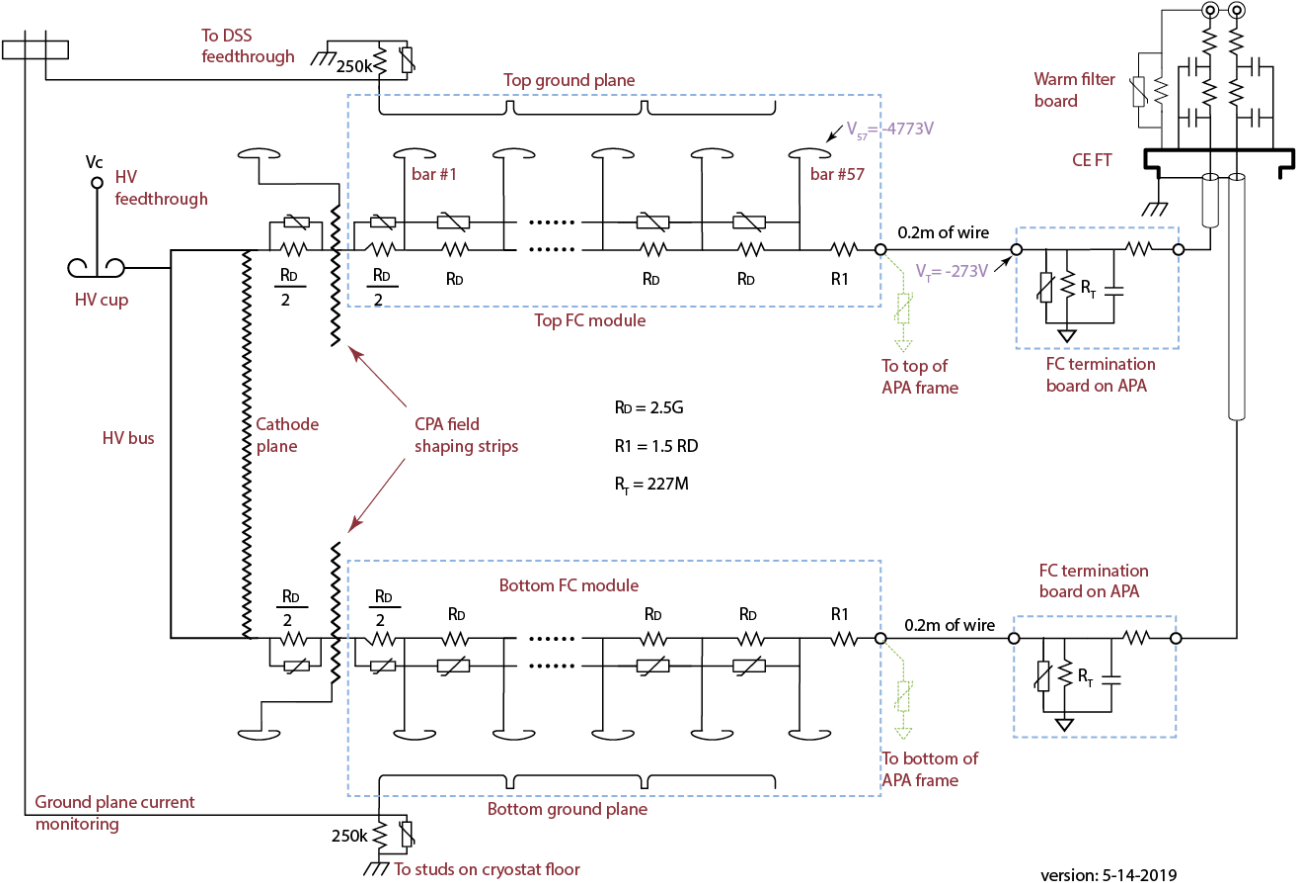 To DSS
feedthrough
250k
Top ground plane
Warm filter
board
V57= -4773V
Vc
HV
feedthrough
bar #1
bar #57
CE FT
0.2m of wire
VT= -273V
RD
2
RD
2
RD
RD
RD
R1
RT
HV cup
Top FC module
To top of
APA frame
FC termination
board on APA
RD = 2.5G
R1 = 1.5 RD
RT = 227M
HV bus
Cathode
plane
CPA field
shaping strips
Bottom FC module
FC termination
board on APA
RD
2
RD
2
RD
RD
RD
R1
0.2m of wire
RT
To bottom of
APA frame
Ground plane current
monitoring
Bottom ground plane
250k
To studs on cryostat floor
version: 5-14-2019